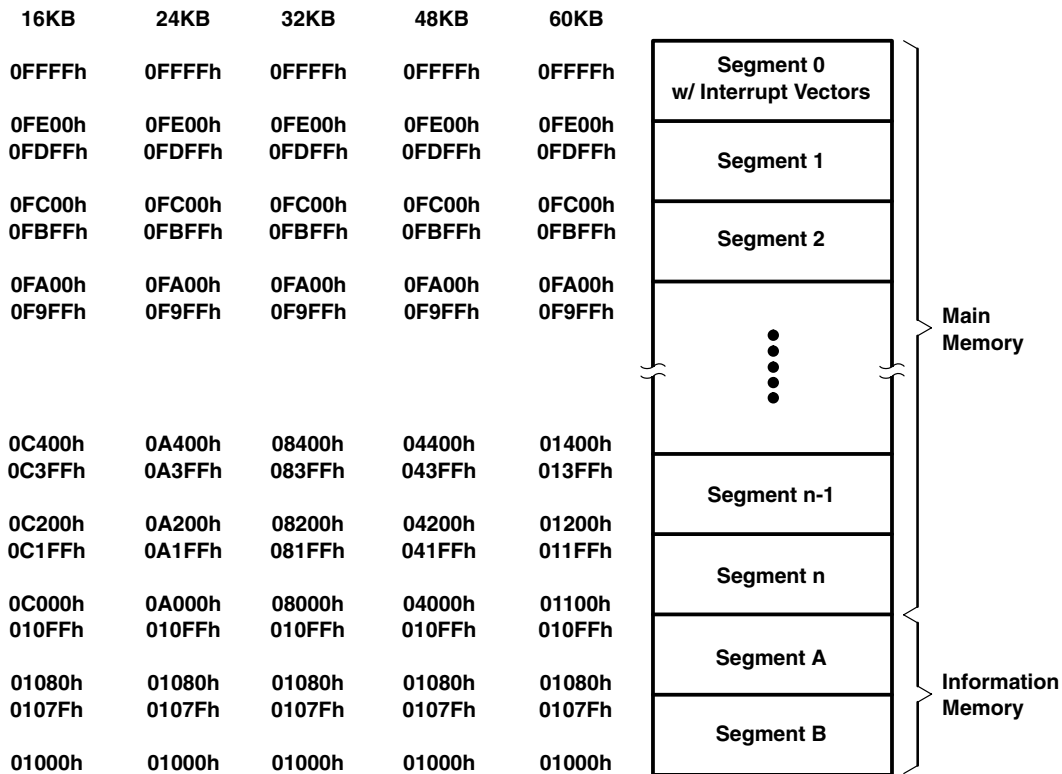 16KB 24KB 32KB 48KB 60KB
0FFFFh 0FFFFh 0FFFFh 0FFFFh 0FFFFh Segment 0
w/ Interrupt Vectors
0FE00h 0FE00h 0FE00h 0FE00h 0FE00h
0FDFFh 0FDFFh 0FDFFh 0FDFFh 0FDFFh
Segment 1
0FC00h 0FC00h 0FC00h 0FC00h 0FC00h
0FBFFh 0FBFFh 0FBFFh 0FBFFh 0FBFFh
Segment 2
0FA00h 0FA00h 0FA00h 0FA00h 0FA00h
0F9FFh 0F9FFh 0F9FFh 0F9FFh 0F9FFh
Main
Memory
0C400h 0A400h 08400h 04400h 01400h
0C3FFh 0A3FFh 083FFh 043FFh 013FFh
Segment n-1
0C200h 0A200h 08200h 04200h 01200h
0C1FFh 0A1FFh 081FFh 041FFh 011FFh
Segment n
0C000h 0A000h 08000h 04000h 01100h
010FFh 010FFh 010FFh 010FFh 010FFh
Segment A
01080h 01080h 01080h 01080h 01080h
0107Fh 0107Fh 0107Fh 0107Fh 0107Fh
Information
Memory
Segment B
01000h 01000h 01000h 01000h 01000h